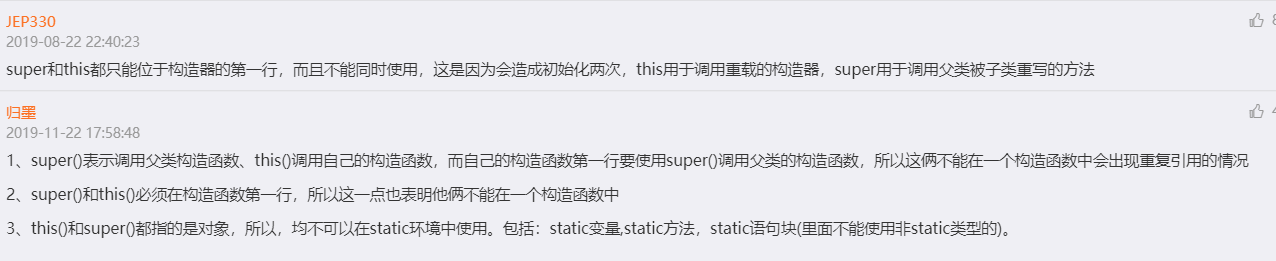 JEP330
2019-08-22 22:40:23
super和this都只能位于构造器的第一行，而且不能同时使用，这是因为会造成初始化两次，this用于调用重载的构造器，super用于调用父类被子类重写的方法
归墨
2019-11-22 17:58:48
1、super()表示调用父类构造函数、this()调用自己的构造函数，而自己的构造函数第一行要使用super()调用父类的构造函数，所以这俩不能在一个构造函数中会出现重复引用的情况
2、super()和this()必须在构造函数第一行，所以这一点也表明他俩不能在一个构造函数中
3、this()和super()都指的是对象，所以，均不可以在static环境中使用。包括：static变量,static方法，static语句块(里面不能使用非static类型的)。